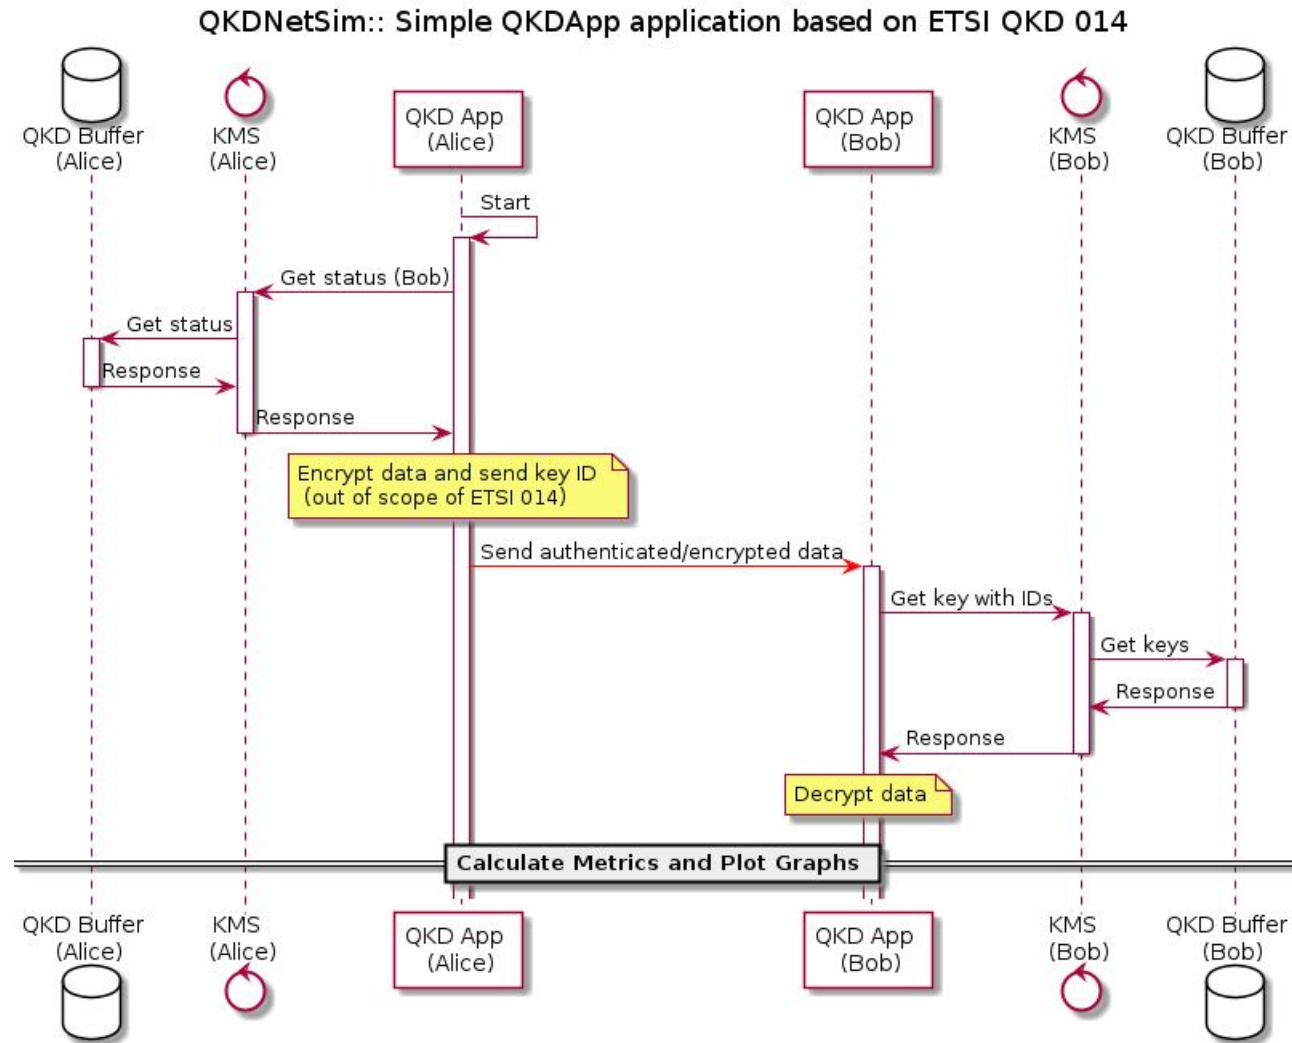 QKDNetSim:: Simple QKDApp application based on ETSI QKD 014
QKD Buffer
(Alice)
KMS
(Alice)
QKD App
(Alice)
QKD App
(Bob)
KMS
(Bob)
QKD Buffer
(Bob)
Start
Get status (Bob)
Get status
Response
Response
Encrypt data and send key ID
(out of scope of ETSI 014)
Send authenticated/encrypted data
Get key with IDs
Get keys
Response
Response
Decrypt data
Calculate Metrics and Plot Graphs
QKD Buffer
(Alice)
KMS
(Alice)
QKD App
(Alice)
QKD App
(Bob)
KMS
(Bob)
QKD Buffer
(Bob)